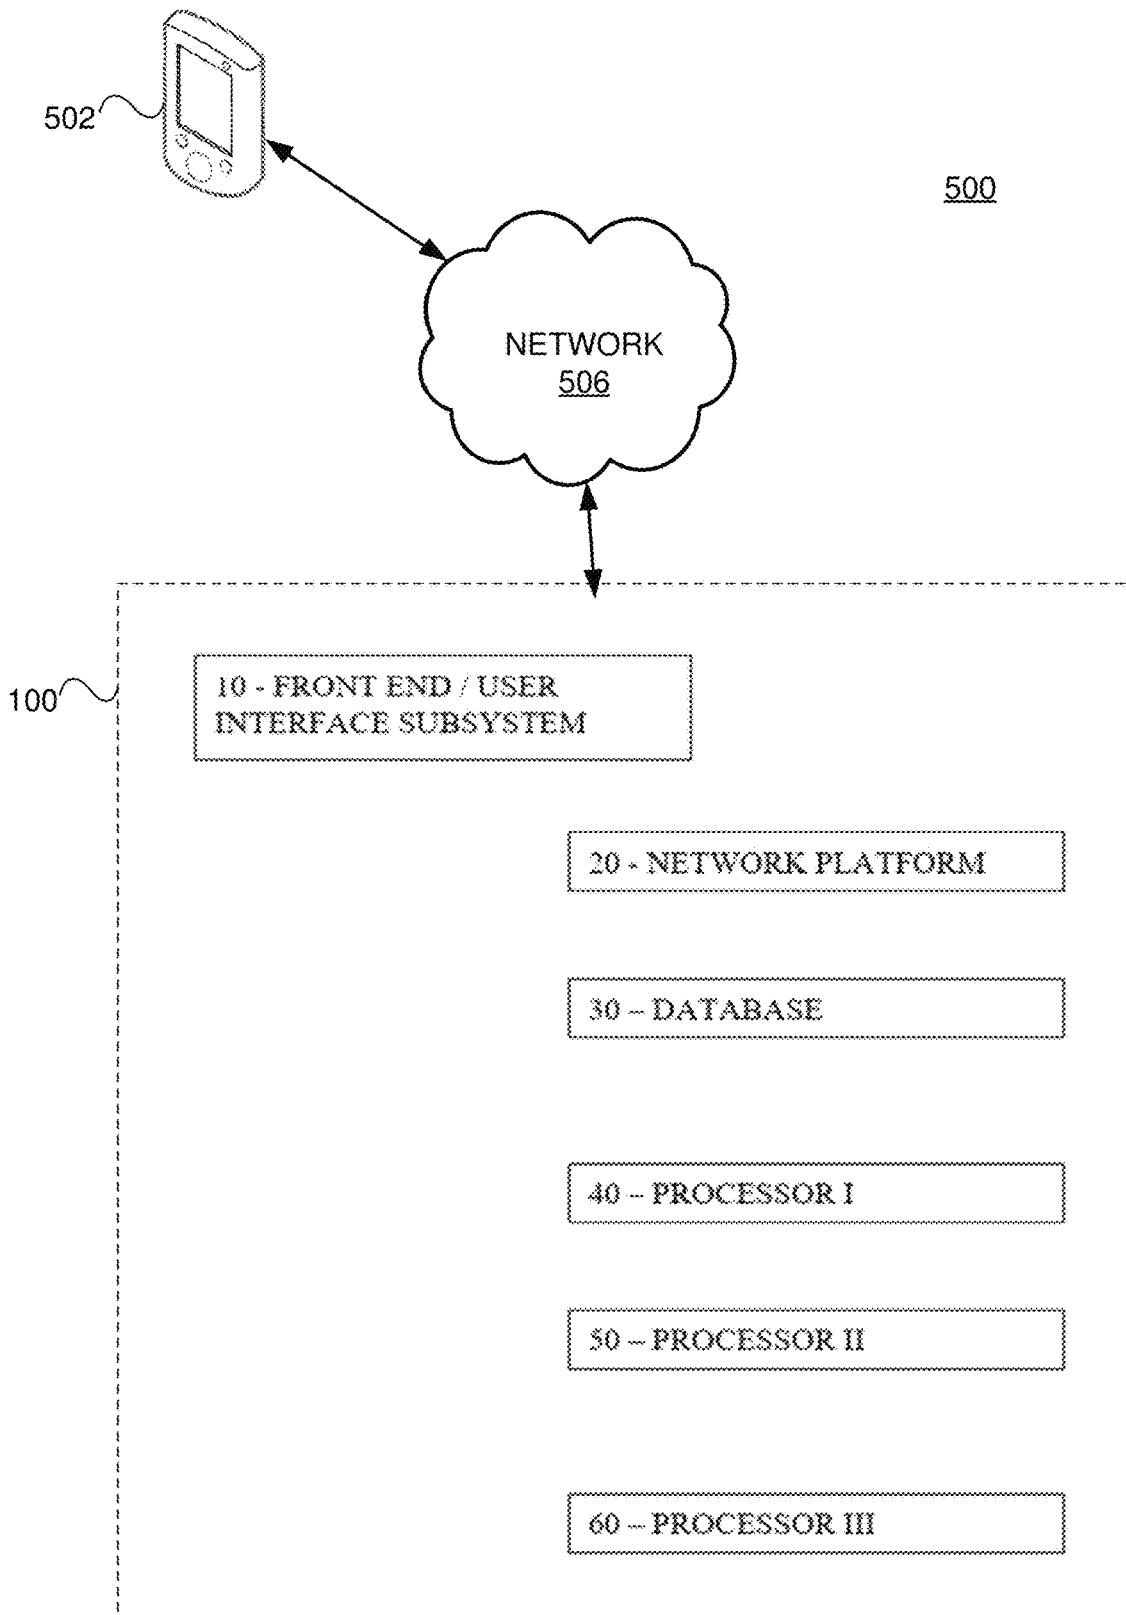 502
500
NETWORK
506
100
10 - FRONT END / USER
INTERFACE SUBSYSTEM
20 - NETWORK PLATFORM
30 – DATABASE
40 – PROCESSOR I
50 – PROCESSOR II
60 – PROCESSOR III